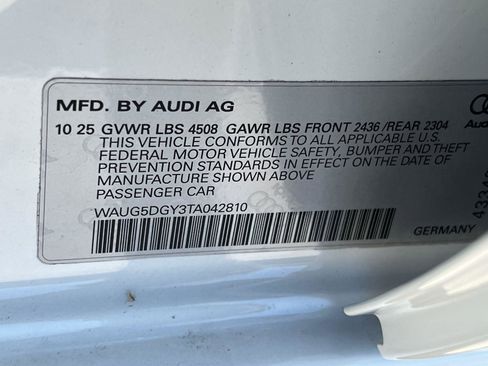 MFD. BY AUDI AG
10 25 GVWR LBS 4508 GAWR LBS FRONT 2436 /REAR 2304
THIS VEHICLE CONFORMS TO ALL APPLICABLE U.S.
FEDERAL MOTOR VEHICLE SAFETY, BUMPER AND THEFT
PREVENTION STANDARDS IN EFFECT ON THE DATE OF
MANUFACTURE SHOWN ABOVE
PASSENGER CAR
WAUG5DGY3TA042810
GERMANY